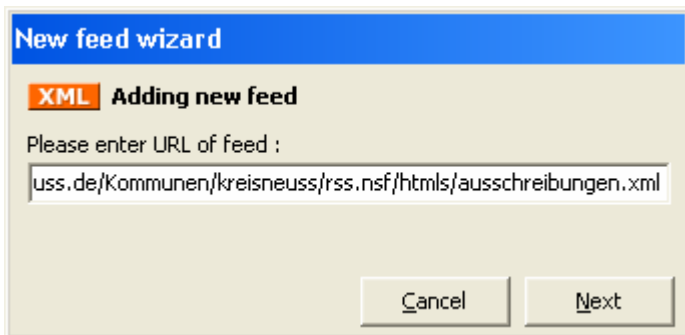 New feed wizard
XML Adding new feed
Please enter URL of feed :
uss.de/Kommunen/kreisneuss/rss.nsf/htmls/ausschreibungen.xml
Cancel Next